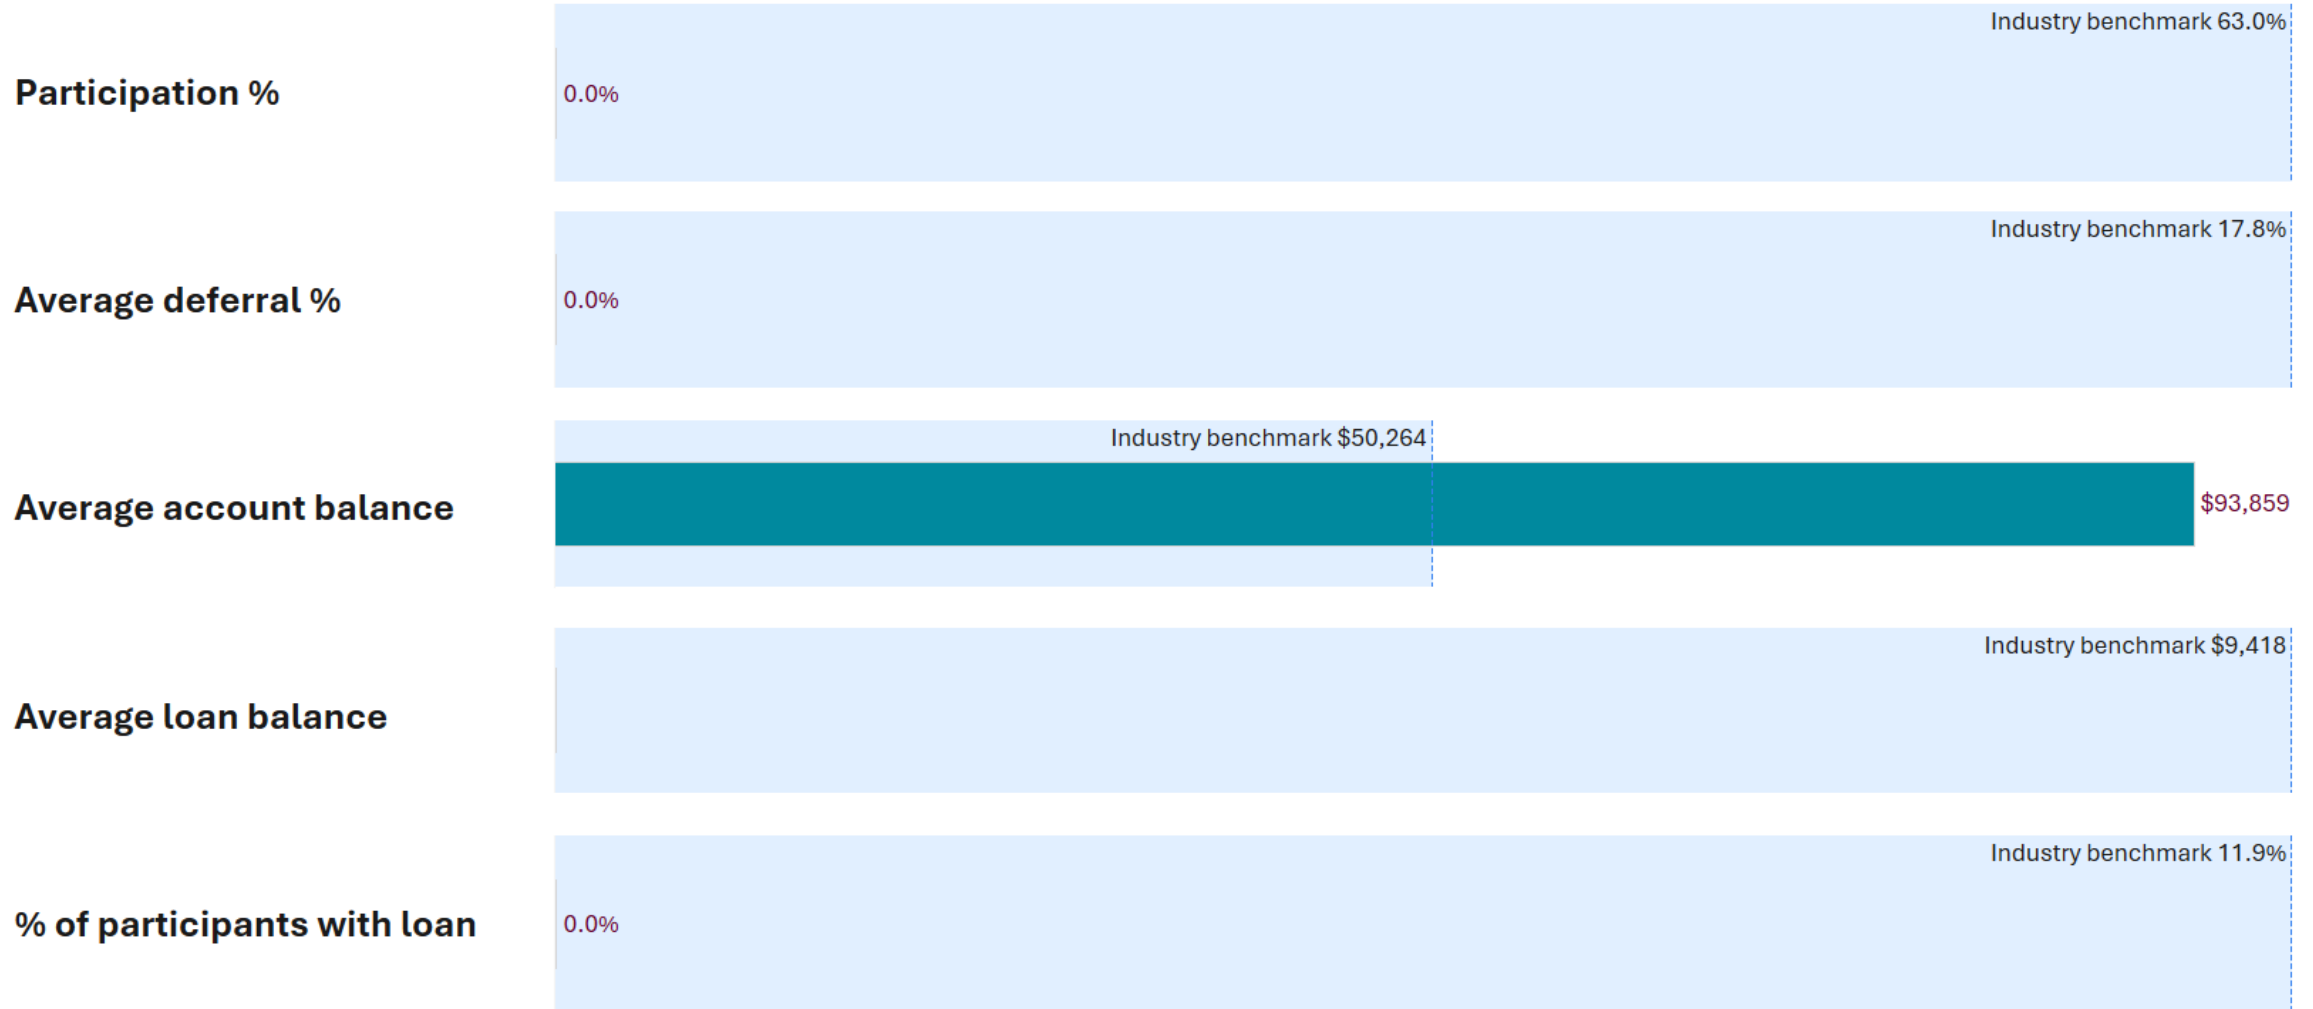 Industry benchmark 63.0%
Participation %
0.0%
Industry benchmark 17.8%
Average deferral %
0.0%
Industry benchmark $50,264
Average account balance
$93,859
Industry benchmark $9,418
Average loan balance
Industry benchmark 11.9%
% of participants with loan
0.0%